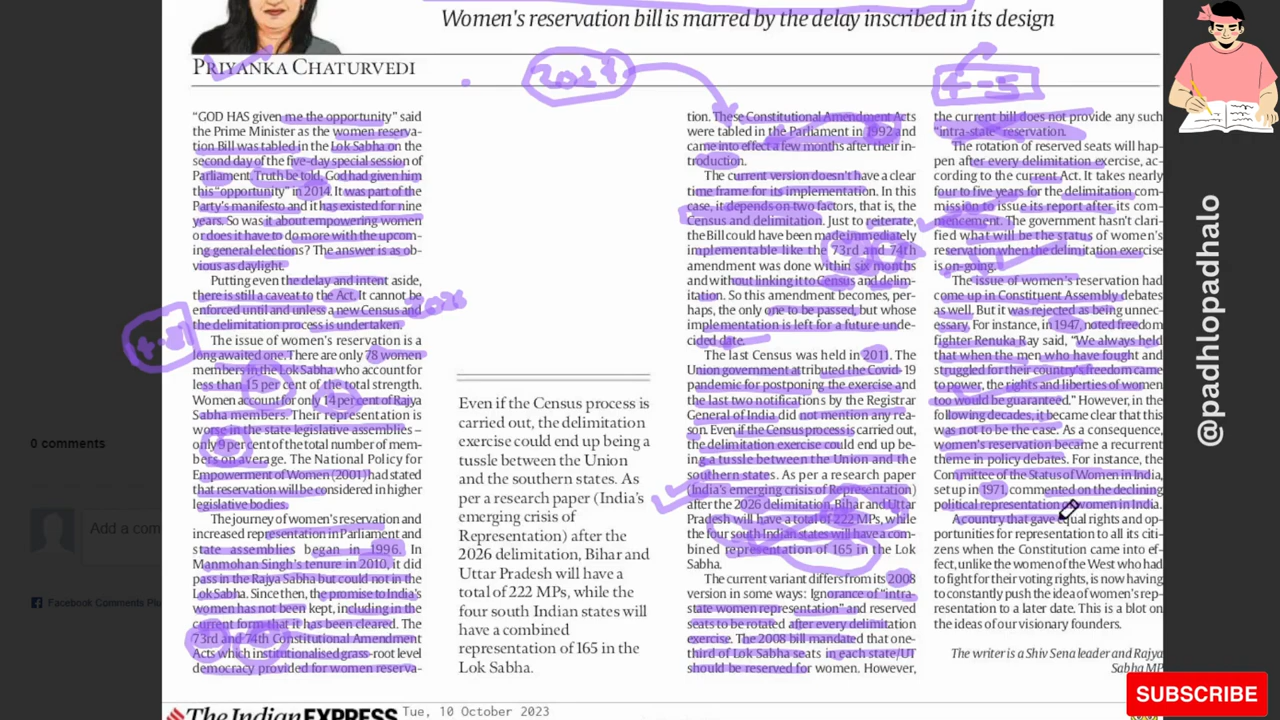 Women's reservation bill is marred by the delay inscribed in its design
PRIYANKA CHATURVEDI
2027
4-5
"GOD HAS given me the opportunity" said
the Prime Minister as the women reserva-
tion Bill was tabled in the Lok Sabha on the
second day of the five-day special session of
Parliament. Truth be told, God had given him
this "opportunity" in 2014. It was part of the
Party's manifesto and it has existed for nine
years. So was it about empowering women
or does it have to do more with the upcom-
ing general elections? The answer is as ob-
vious as daylight.
Putting even the delay and intent aside,
there is still a caveat to the Act. It cannot be
enforced until and unless a new Census and
2026
the delimitation process is undertaken.
The issue of women's reservation is a
long awaited one. There are only 78 women
members in the Lok Sabha who account for
less than 15 per cent of the total strength.
Women account for only 14 per cent of Rajya
Sabha members. Their representation is
worse in the state legislative assemblies –
only 9 per cent of the total number of mem-
bers on average. The National Policy for
Empowerment of Women (2001) had stated
that reservation will be considered in higher
legislative bodies.
The journey of women's reservation and
increased representation in Parliament and
state assemblies began in 1996. In
Manmohan Singh's tenure in 2010, it did
pass in the Rajya Sabha but could not in the
Lok Sabha. Since then, the promise to India's
women has not been kept, including in the
current form that it has been cleared. The
73rd and 74th Constitutional Amendment
Acts which institutionalised grass-root level
democracy provided for women reserva-
Even if the Census process is
carried out, the delimitation
exercise could end up being a
tussle between the Union
and the southern states. As
per a research paper (India's
emerging crisis of
Representation) after the
2026 delimitation, Bihar and
Uttar Pradesh will have a
total of 222 MPs, while the
four south Indian states will
have a combined
representation of 165 in the
Lok Sabha.
tion. These Constitutional Amendment Acts
were tabled in the Parliament in 1992 and
came into effect a few months after their in-
troduction.
The current version doesn't have a clear
time frame for its implementation. In this
case, it depends on two factors, that is, the
Census and delimitation. Just to reiterate,
the Bill could have been made immediately
implementable like the 73rd and 74th
amendment was done within six months
and without linking it to Census and delim-
itation. So this amendment becomes, per-
haps, the only one to be passed, but whose
implementation is left for a future unde-
cided date.
The last Census was held in 2011. The
Union government attributed the Covid-19
pandemic for postponing the exercise and
the last two notifications by the Registrar
General of India did not mention any rea-
son. Even if the Census process is carried out,
the delimitation exercise could end up be-
ing a tussle between the Union and the
southern states. As per a research paper
(India's emerging crisis of Representation)
after the 2026 delimitation, Bihar and Uttar
Pradesh will have a total of 222 MPs, while
the four south Indian states will have a com-
bined representation of 165 in the Lok
Sabha.
The current variant differs from its 2008
version in some ways: Ignorance of "intra-
state women representation" and reserved
seats to be rotated after every delimitation
exercise. The 2008 bill mandated that one-
third of Lok Sabha seats in each state/UT
should be reserved for women. However,
the current bill does not provide any such
"intra-state" reservation.
The rotation of reserved seats will hap-
pen after every delimitation exercise, ac-
cording to the current Act. It takes nearly
four to five years for the delimitation com-
mission to issue its report after its com-
mencement. The government hasn't clari-
fied what will be the status of women's
reservation when the delimitation exercise
is on-going.
The issue of women's reservation had
come up in Constituent Assembly debates
as well. But it was rejected as being unnec-
essary. For instance, in 1947, noted freedom
fighter Renuka Ray said, "We always held
that when the men who have fought and
struggled for their country's freedom came
to power, the rights and liberties of women
too would be guaranteed." However, in the
following decades, it became clear that this
was not to be the case. As a consequence,
women's reservation became a recurrent
theme in policy debates. For instance, the
Committee of the Status of Women in India,
set up in 1971, commented on the declining
political representation of women in India.
A country that gave equal rights and op-
portunities for representation to all its citi-
zens when the Constitution came into ef-
fect, unlike the women of the West who had
to fight for their voting rights, is now having
to constantly push the idea of women's rep-
resentation to a later date. This is a blot on
the ideas of our visionary founders.
The writer is a Shiv Sena leader and Rajya
Sabha MP
0 comments
Add a com
Facebook Comments Plu
@padhlopadhalo
SUBSCRIBE
The Indian EXPRESS
Tue, 10 October 2023